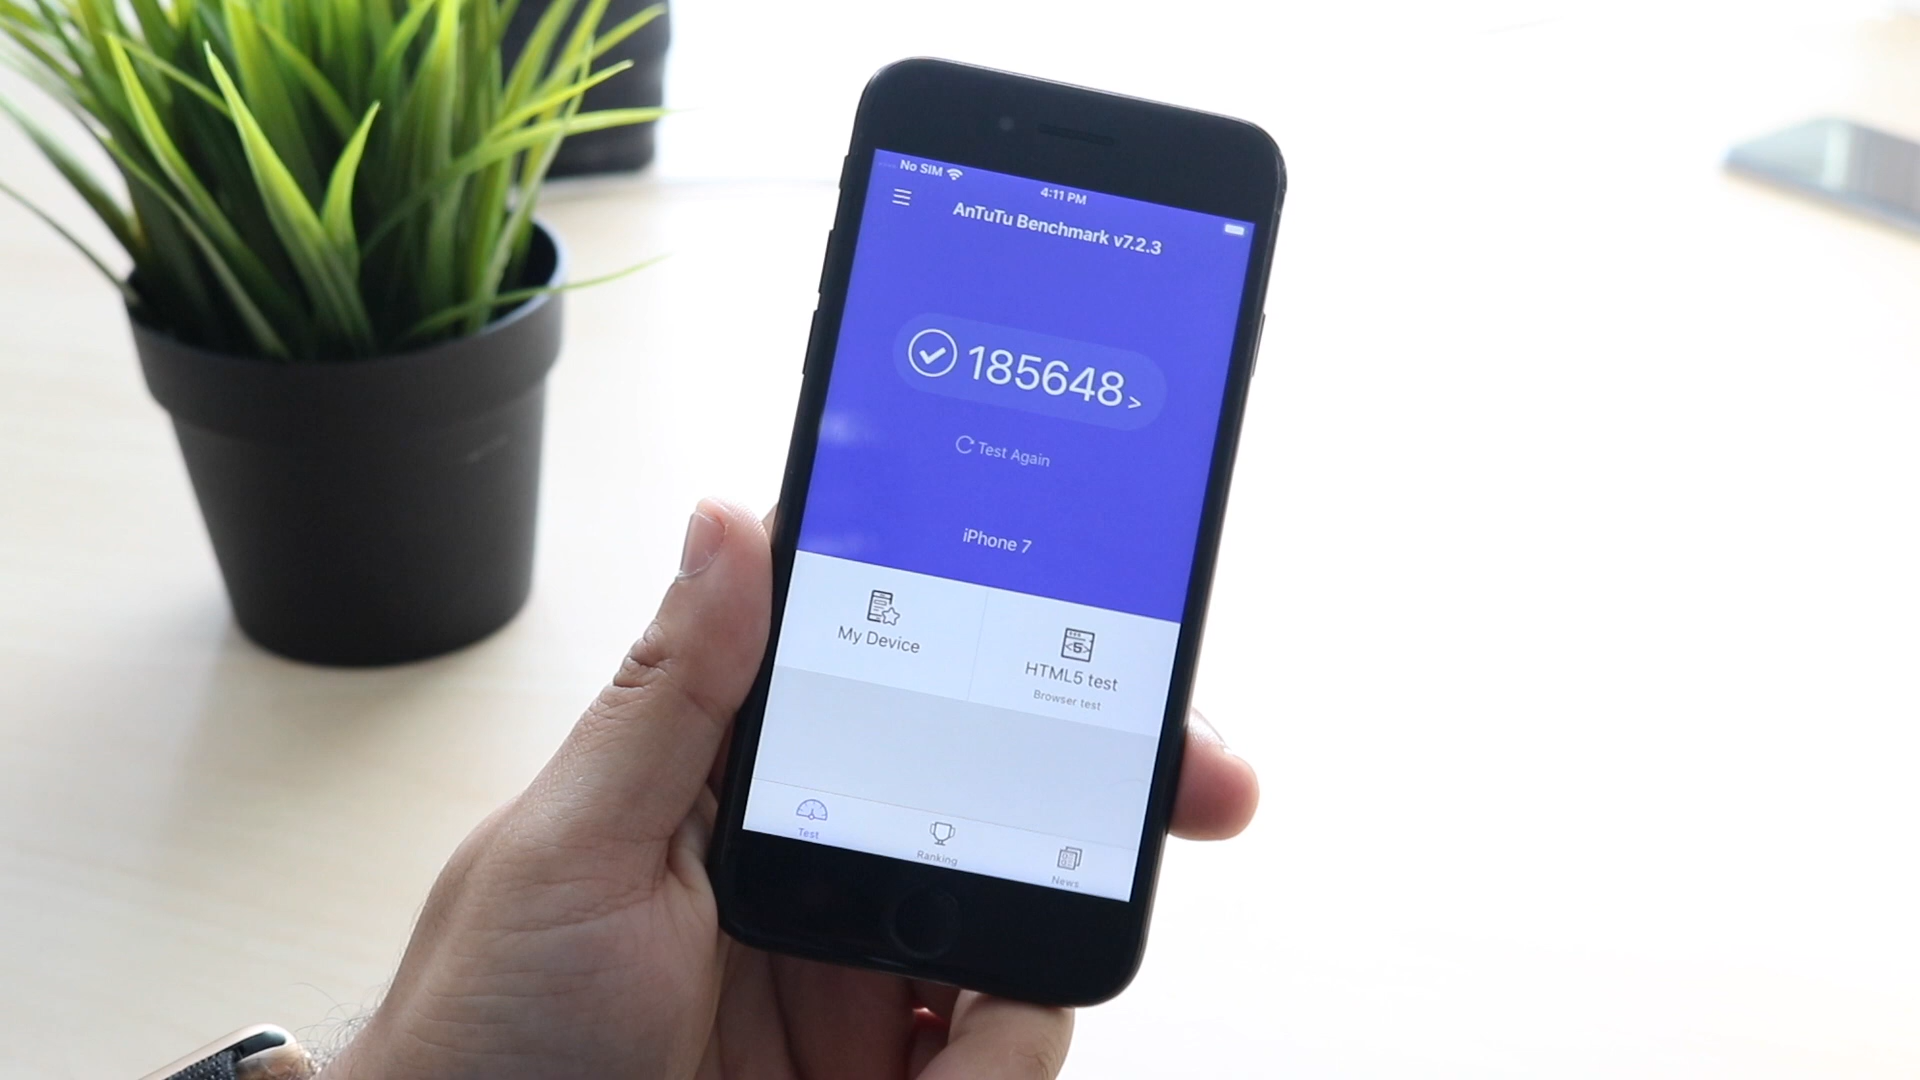 No SIM
4:11 PM
AnTuTu Benchmark v7.2.3
185648 >
Test Again
iPhone 7
My Device
5
HTML5 test
Browser test
Test
Ranking
News